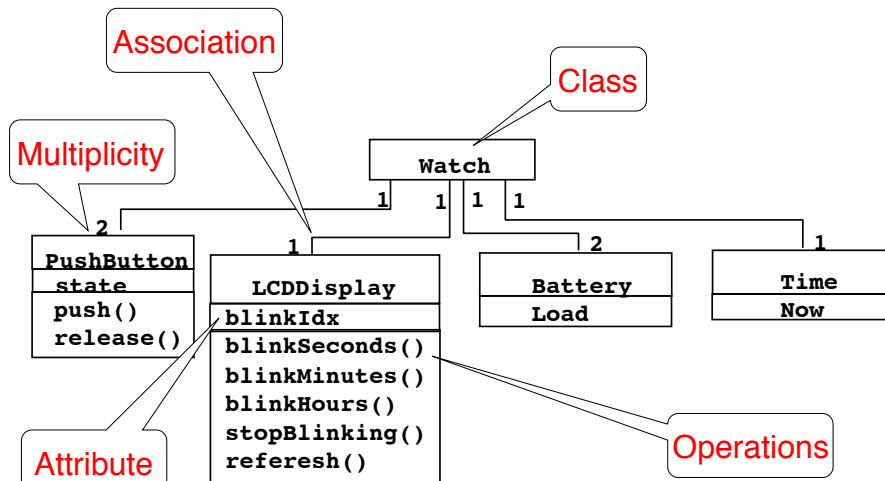 Association
Class
Multiplicity
Watch
1
1
1
1
2
1
2
1
PushButton
state
push()
release()
LCDDisplay
blinkIdx
blinkSeconds()
blinkMinutes()
blinkHours()
stopBlinking()
referesh()
Battery
Load
Time
Now
Attribute
Operations